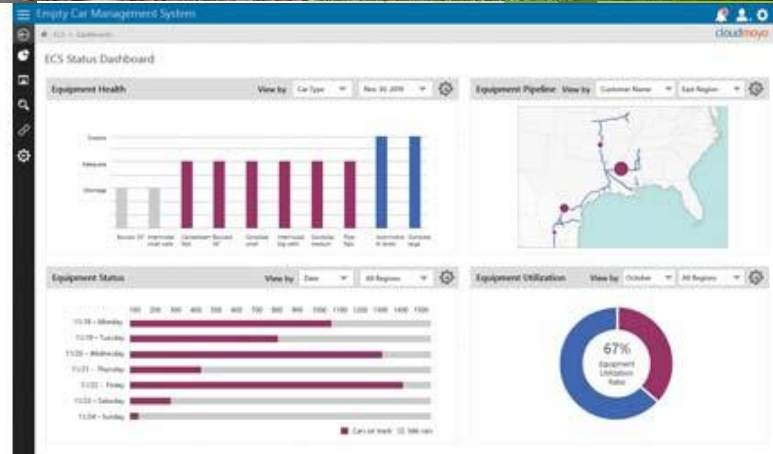 Empty Car Management System
ECS > Dashboards
cloudmoyo
ECS Status Dashboard
Equipment Health View by Car Type Nov 30, 2019
Surplus
Adequate
Shortage
Equipment Pipeline View by Customer Name East Region
Equipment Status View by Date All Regions
100 200 300 400 500 600 700 800 900 1000 1100 1200 1300 1400 1500
11/18 - Monday
11/19 - Tuesday
11/20 - Wednesday
11/21 - Thursday
11/22 - Friday
11/23 - Saturday
11/24 - Sunday
Cars on track
Equipment Utilization View by October All Regions
67%
Equipment
Utilization
Ratio